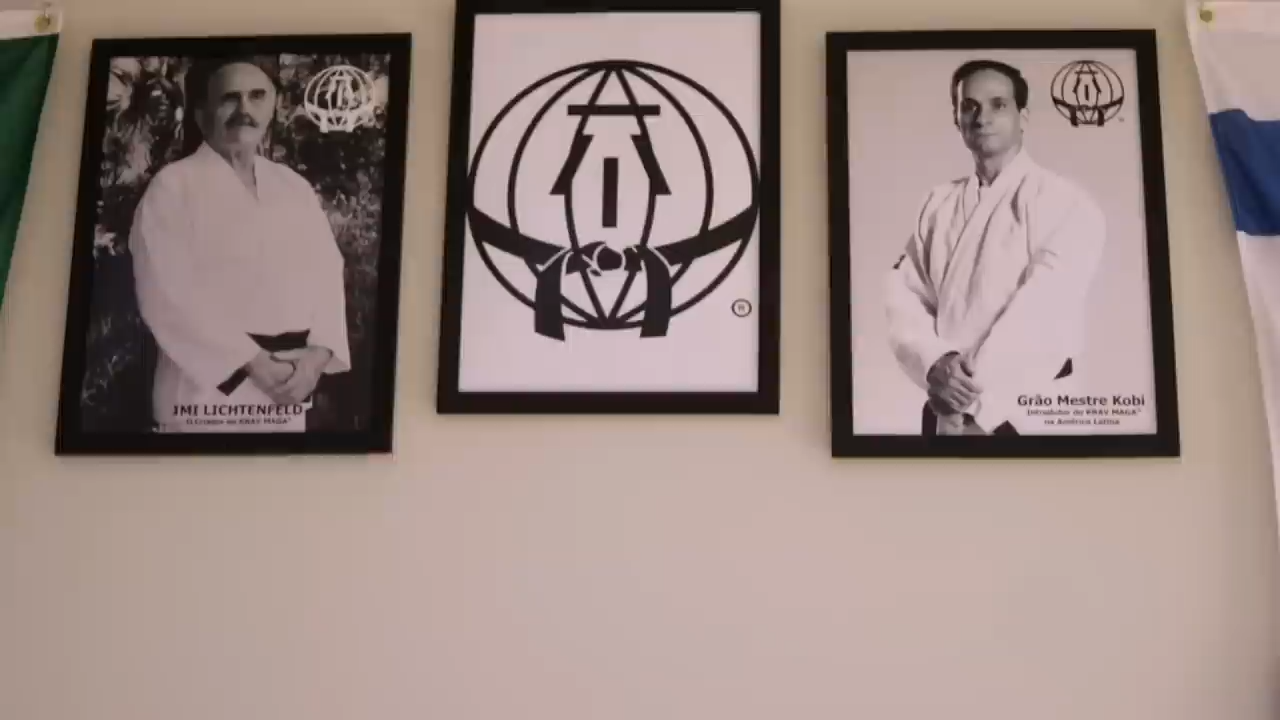 IMI LICHTENFELD
O Criador do KRAV MAGA®
®
Grão Mestre Kobi
Introdutor do KRAV MAGA®
na América Latina